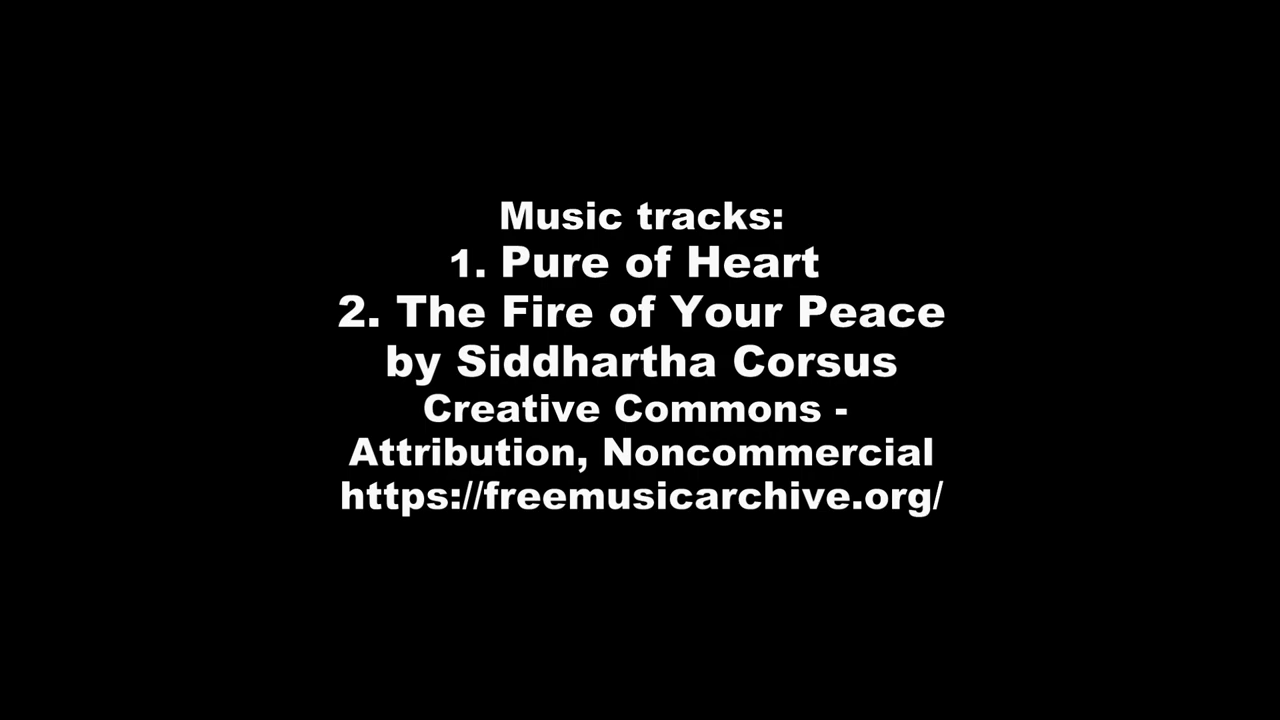 Music tracks:
1. Pure of Heart
2. The Fire of Your Peace
by Siddhartha Corsus
Creative Commons -
Attribution, Noncommercial
https://freemusicarchive.org/